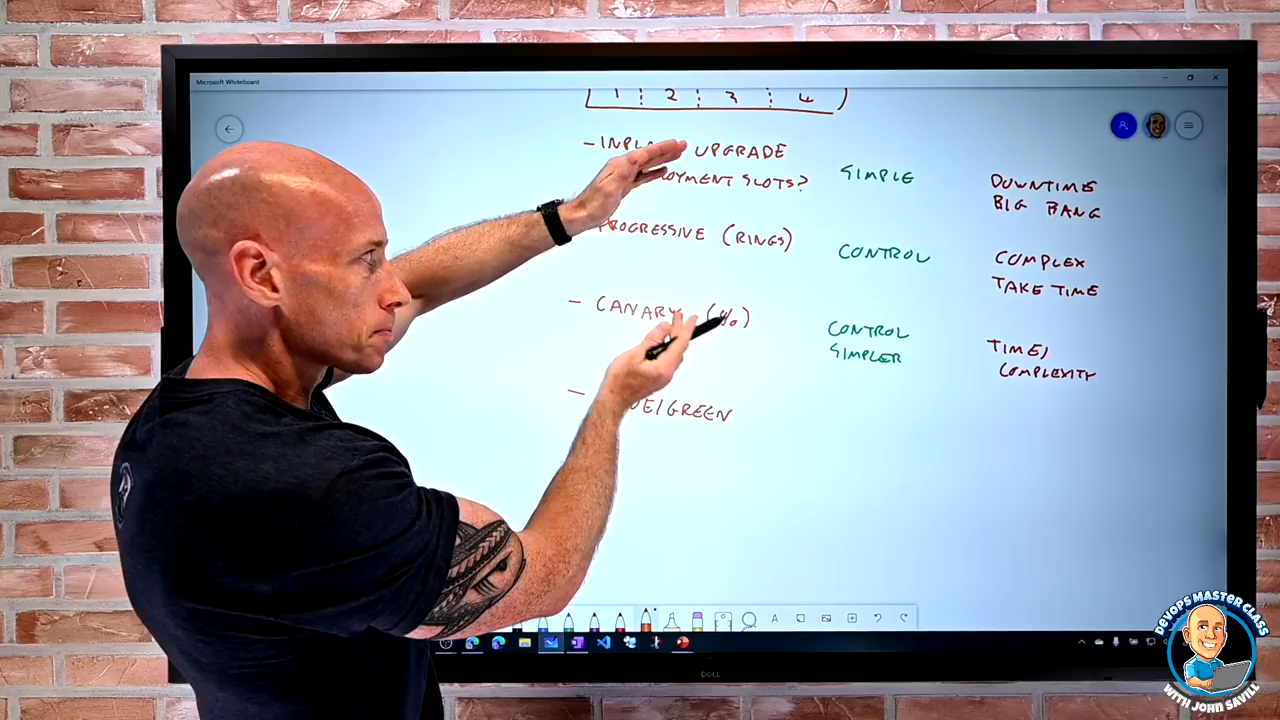 Microsoft Whiteboard
1 2 3 4
- UPGRADE
SLOTS?
SIMPLE
DOWNTIME
BIG BANG
PROGRESSIVE (RINGS)
CONTROL
COMPLEX
TAKE TIME
- CANARY (%)
CONTROL
SIMPLER
TIME/
COMPLEXITY
- /GREEN
DELL
DEVOPS MASTER CLASS
WITH JOHN SAVILL